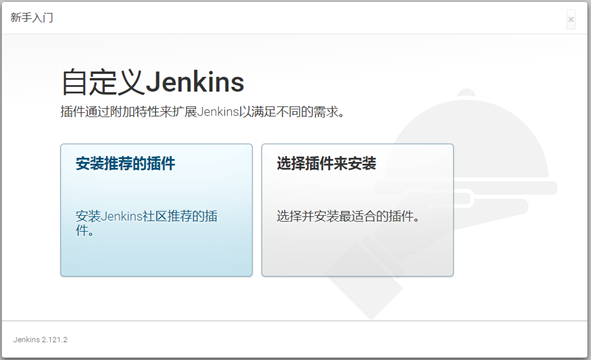 新手入门
×
自定义Jenkins
插件通过附加特性来扩展Jenkins以满足不同的需求。
安装推荐的插件
安装Jenkins社区推荐的插
件。
选择插件来安装
选择并安装最适合的插件。
Jenkins 2.121.2